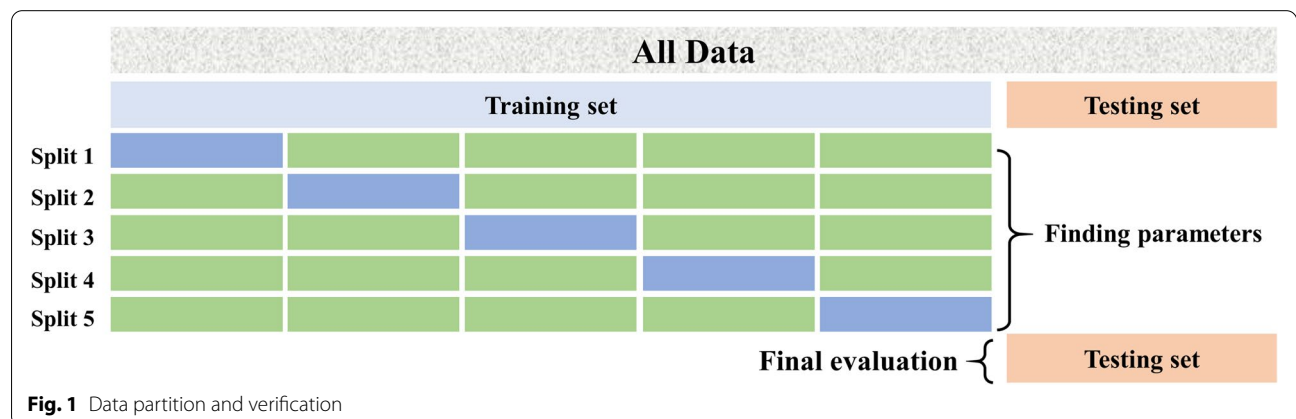 All Data
Training set
Testing set
Split 1
Split 2
Split 3
Split 4
Split 5
Finding parameters
Final evaluation
Testing set
Fig. 1 Data partition and verification